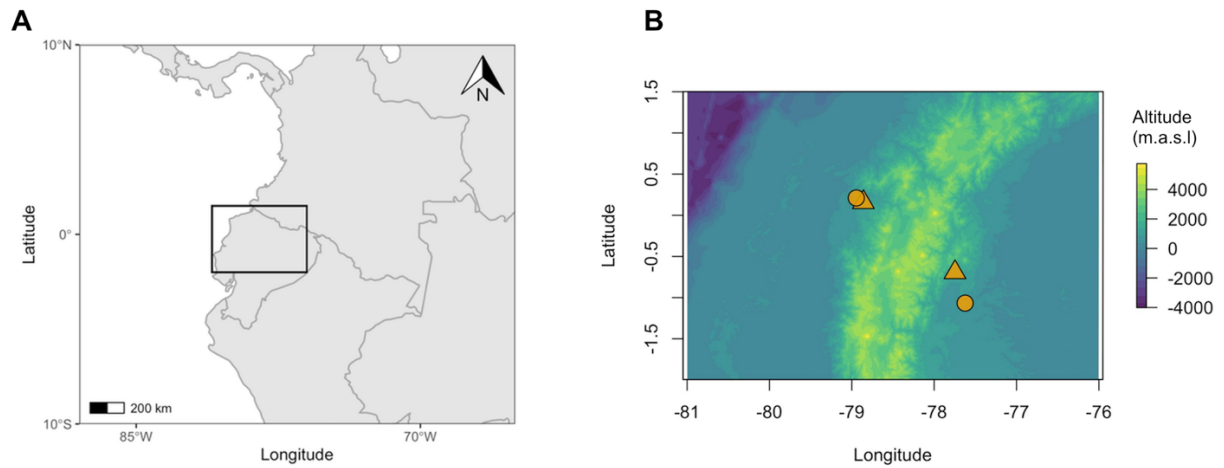 A
10°N
0°
10°S
Latitude
N
200 km
85°W
70°W
Longitude
B
1.5
0.5
-0.5
-1.5
Latitude
-81
-80
-79
-78
-77
-76
Longitude
Altitude
(m.a.s.l)
4000
2000
0
-2000
-4000